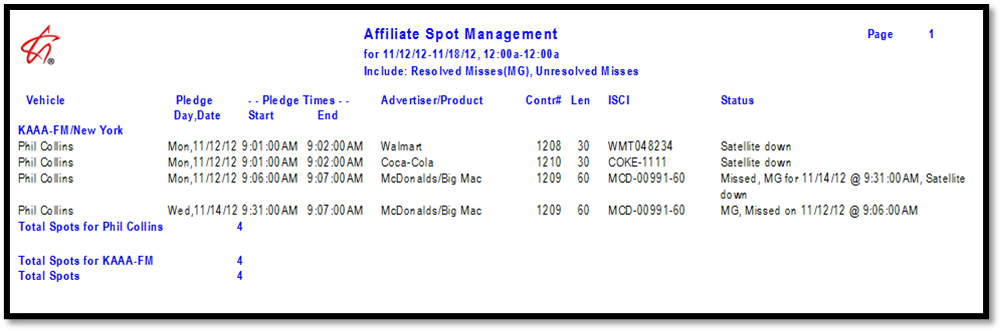 Affiliate Spot Management Page 1
for 11/12/12-11/18/12, 12:00a-12:00a
Include: Resolved Misses(MG), Unresolved Misses
Vehicle Pledge - - Pledge Times - - Advertiser/Product Contr# Len ISCI Status
Day,Date Start End
KAAA-FM/New York
Phil Collins Mon,11/12/12 9:01:00AM 9:02:00AM Walmart 1208 30 WMT048234 Satellite down
Phil Collins Mon,11/12/12 9:01:00AM 9:02:00AM Coca-Cola 1210 30 COKE-1111 Satellite down
Phil Collins Mon,11/12/12 9:06:00AM 9:07:00AM McDonalds/Big Mac 1209 60 MCD-00991-60 Missed, MG for 11/14/12 @ 9:31:00AM, Satellite
down
Phil Collins Wed,11/14/12 9:31:00AM 9:07:00AM McDonalds/Big Mac 1209 60 MCD-00991-60 MG, Missed on 11/12/12 @ 9:06:00AM
Total Spots for Phil Collins 4
Total Spots for KAAA-FM 4
Total Spots 4